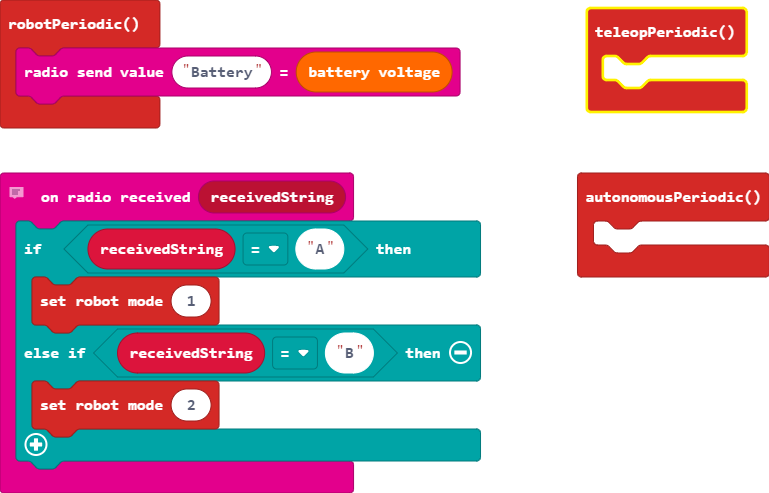 robotPeriodic()
radio send value "Battery" = battery voltage
teleopPeriodic()
on radio received receivedString
if receivedString = "A" then
set robot mode 1
else if receivedString = "B" then
set robot mode 2
autonomousPeriodic()